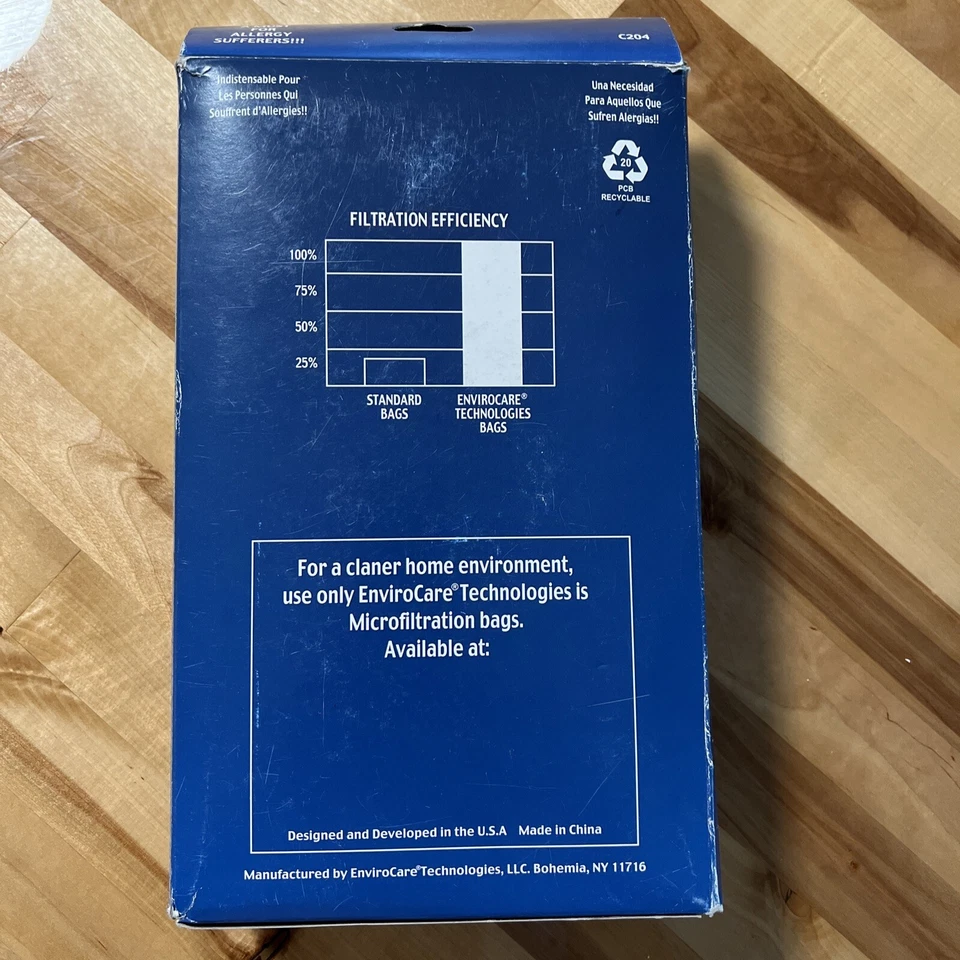 FOR
ALLERGY
SUFFERERS!!!
C204
Indistensable Pour
Les Personnes Qui
Souffrent d'Allergies!!
Una Necesidad
Para Aquellos Que
Sufren Alergias!!
20
PCB
RECYCLABLE
FILTRATION EFFICIENCY
100%
75%
50%
25%
STANDARD
BAGS
ENVIROCARE®
TECHNOLOGIES
BAGS
For a claner home environment,
use only EnviroCare®Technologies is
Microfiltration bags.
Available at:
Designed and Developed in the U.S.A Made in China
Manufactured by EnviroCare®Technologies, LLC. Bohemia, NY 11716